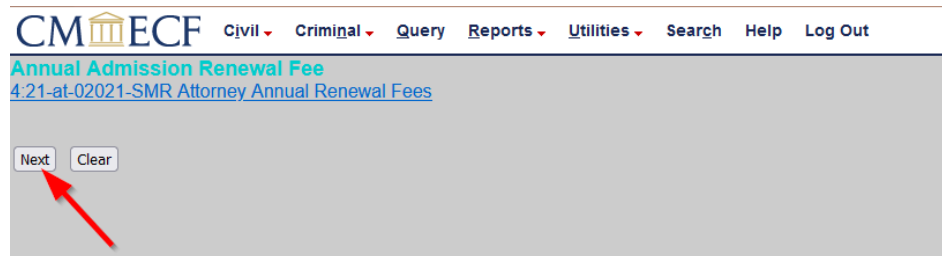 CM ECF Civil Criminal Query Reports Utilities Search Help Log Out
Annual Admission Renewal Fee
4:21-at-02021-SMR Attorney Annual Renewal Fees
Next Clear